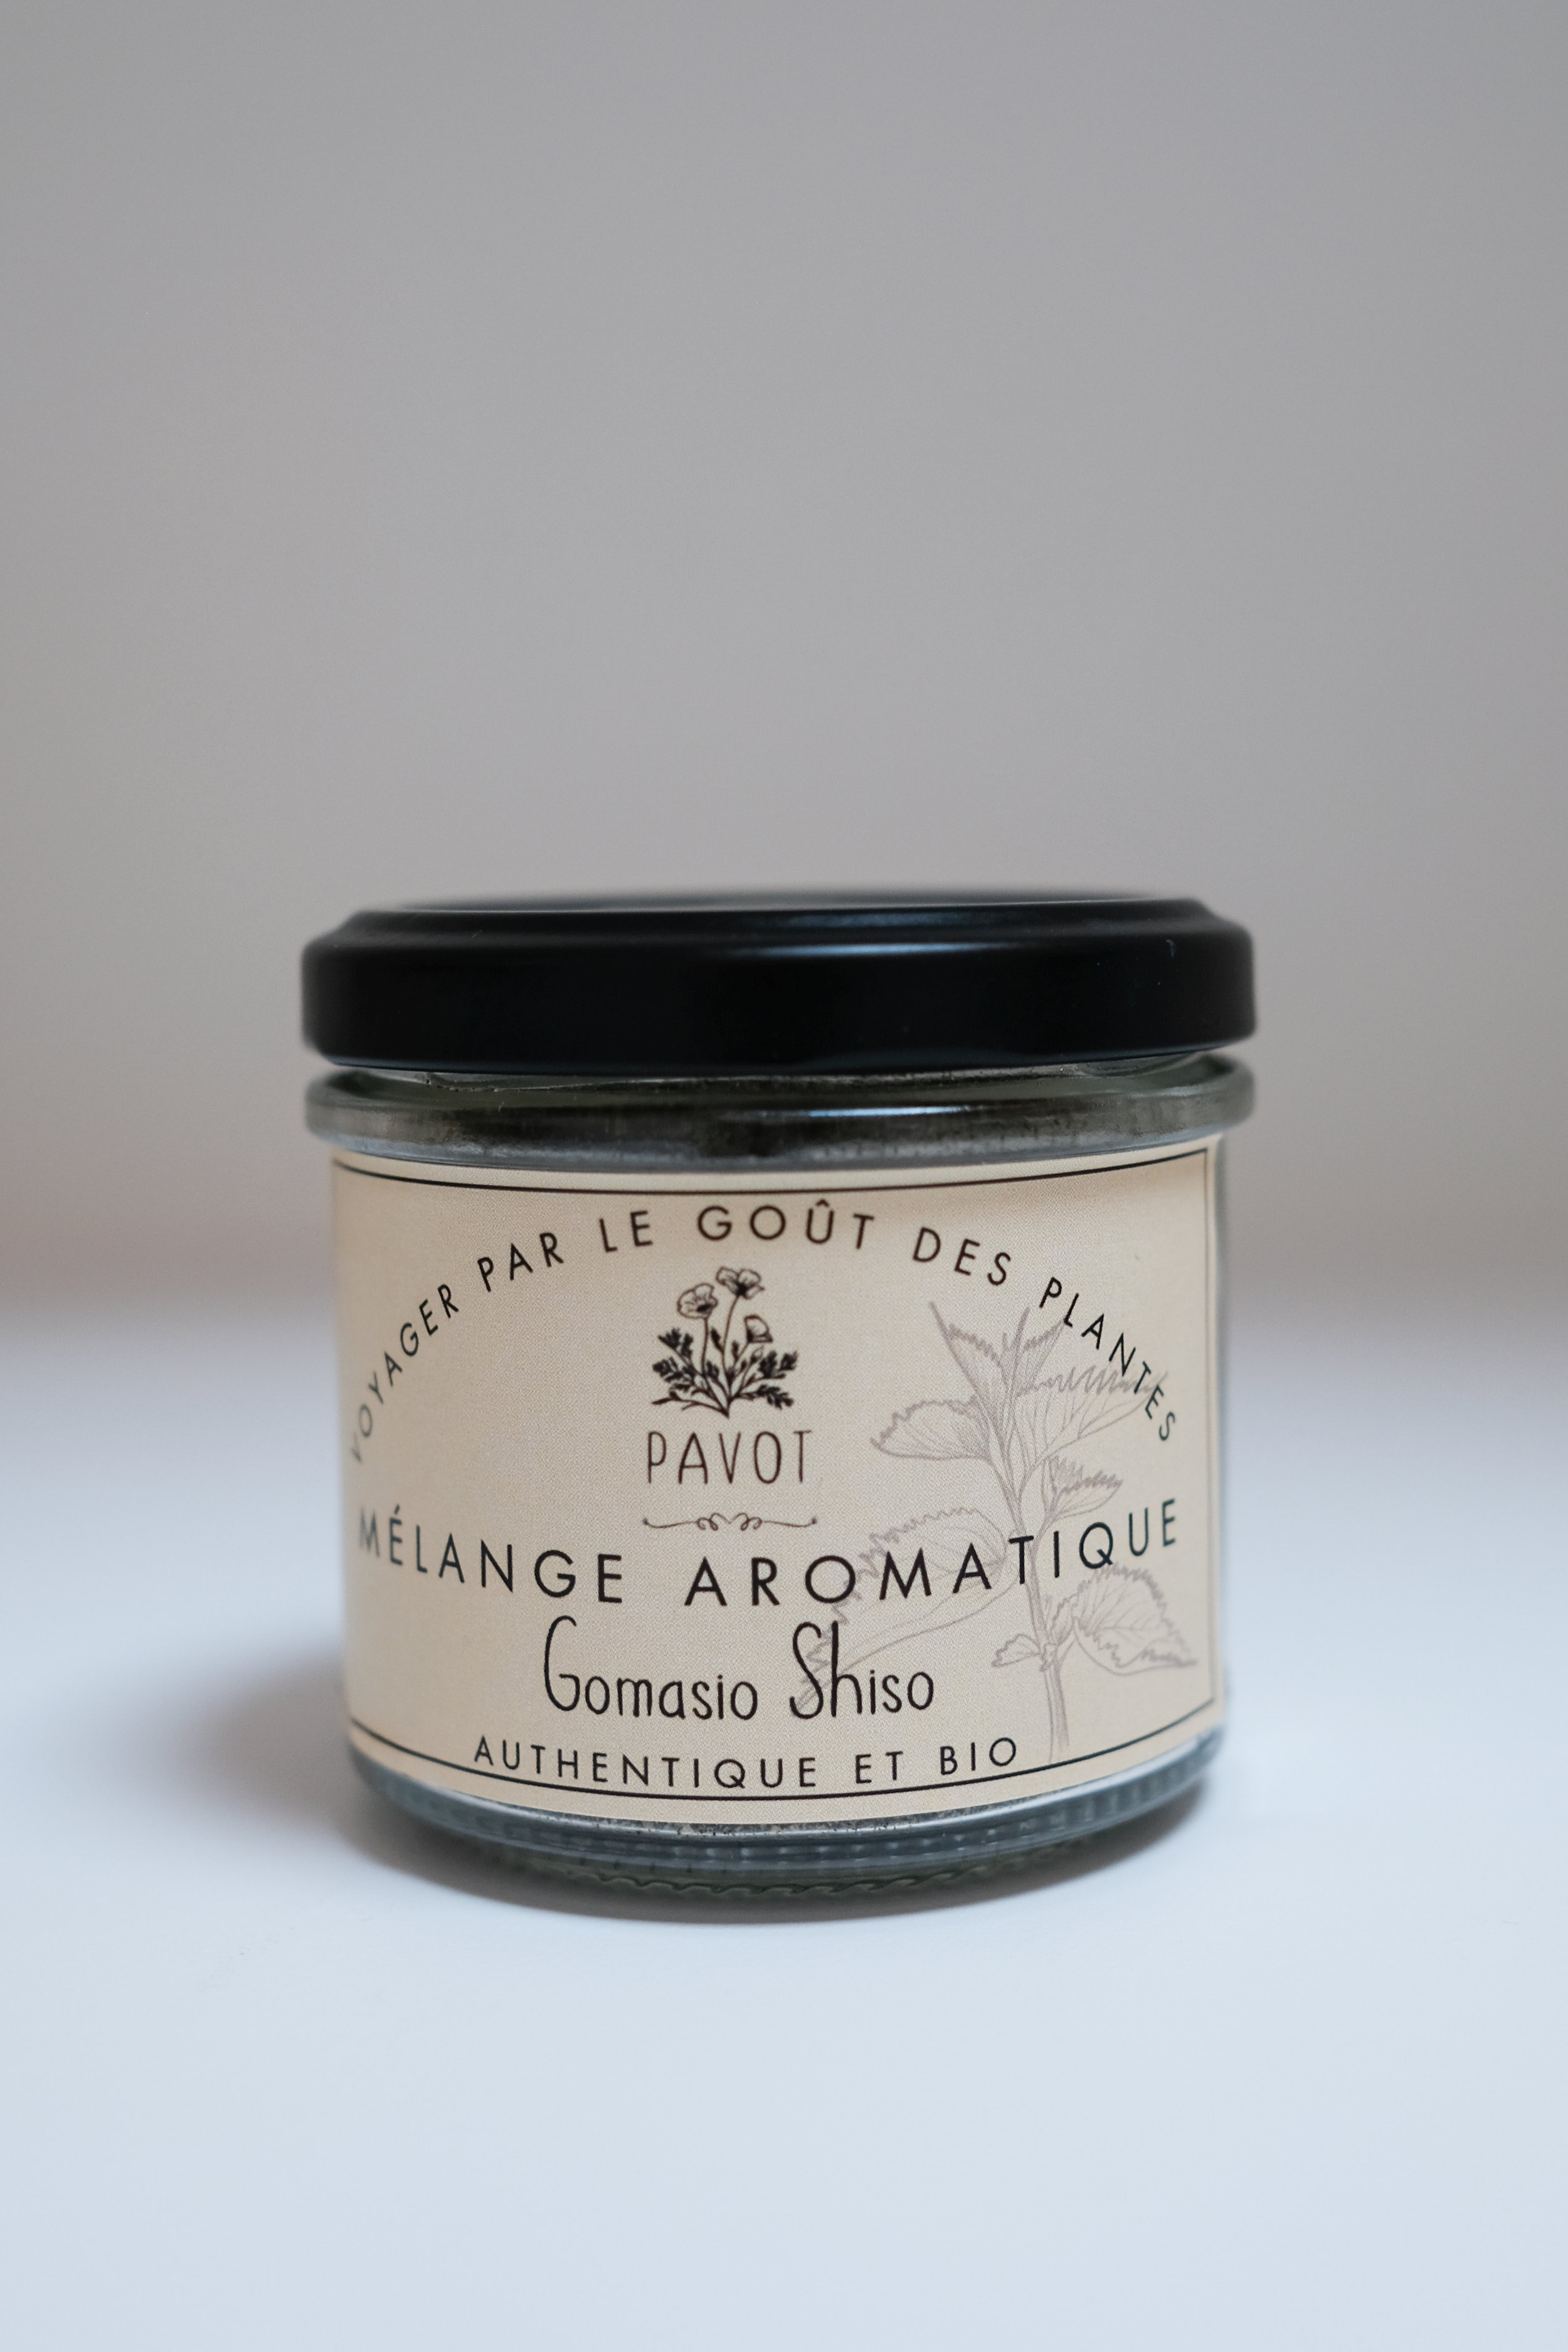 VOYAGER PAR LE GOÛT DES PLANTES
PAVOT
MÉLANGE AROMATIQUE
Gomasio Shiso
AUTHENTIQUE ET BIO